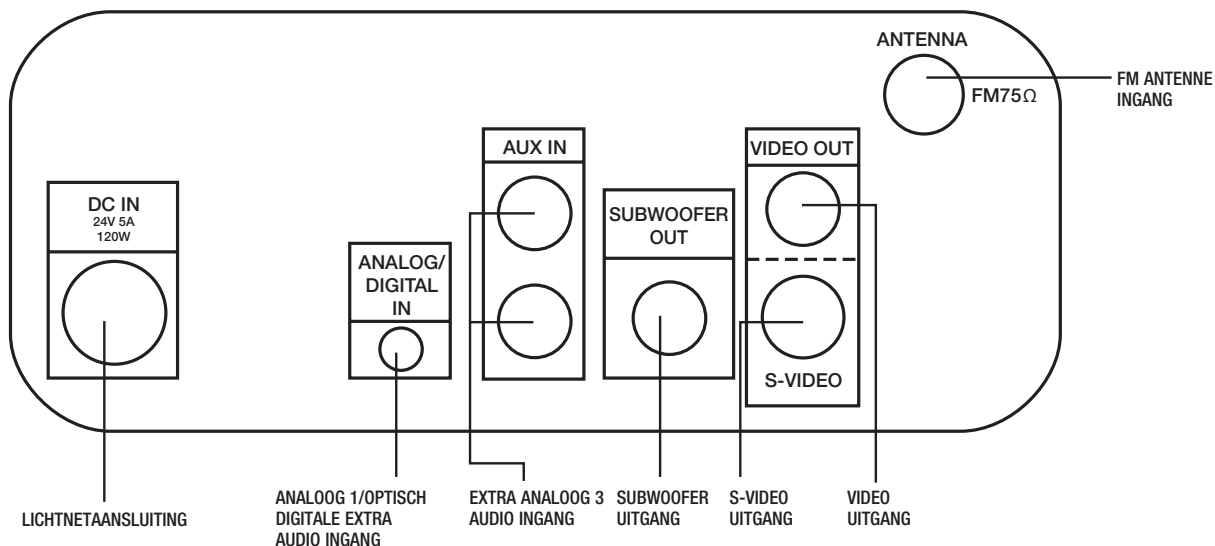 ANTENNA
FM75Ω
FM ANTENNE
INGANG
AUX IN
VIDEO OUT
DC IN
24V 5A
120W
SUBWOOFER
OUT
ANALOG/
DIGITAL
IN
S-VIDEO
LICHTNETAANSLUITING
ANALOOG 1/OPTISCH
DIGITALE EXTRA
AUDIO INGANG
EXTRA ANALOOG 3
AUDIO INGANG
SUBWOOFER
UITGANG
S-VIDEO
UITGANG
VIDEO
UITGANG